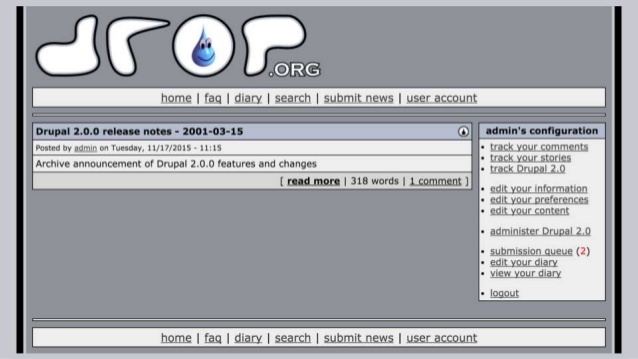 drop
.ORG
home | faq | diary | search | submit news | user account
Drupal 2.0.0 release notes - 2001-03-15
Posted by admin on Tuesday, 11/17/2015 - 11:15
Archive announcement of Drupal 2.0.0 features and changes
[ read more | 318 words | 1 comment ]
admin's configuration
• track your comments
• track your stories
• track Drupal 2.0
• edit your information
• edit your preferences
• edit your content
• administer Drupal 2.0
• submission queue (2)
• edit your diary
• view your diary
• logout
home | faq | diary | search | submit news | user account